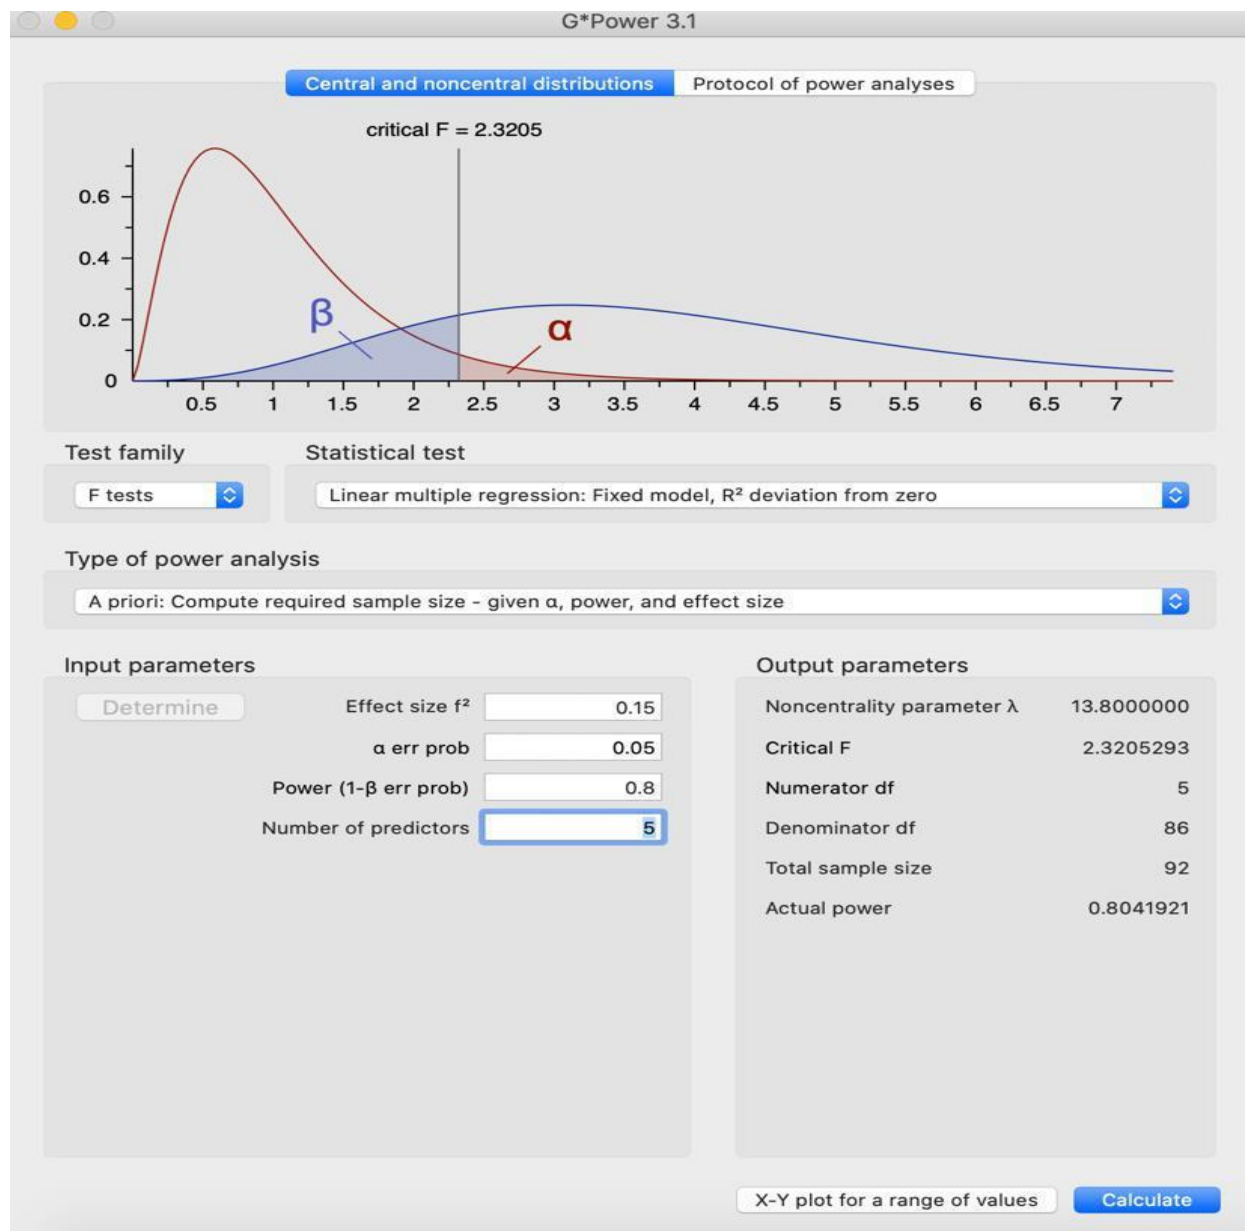 G*Power 3.1
Central and noncentral distributions Protocol of power analyses
critical F = 2.3205
0.6
0.4
0.2
0
β
α
0.5 1 1.5 2 2.5 3 3.5 4 4.5 5 5.5 6 6.5 7
Test family Statistical test
F tests Linear multiple regression: Fixed model, R² deviation from zero
Type of power analysis
A priori: Compute required sample size - given α, power, and effect size
Input parameters Output parameters
Determine Effect size f² 0.15 Noncentrality parameter λ 13.8000000
α err prob 0.05 Critical F 2.3205293
Power (1-β err prob) 0.8 Numerator df 5
Number of predictors 5 Denominator df 86
Total sample size 92
Actual power 0.8041921
X-Y plot for a range of values Calculate